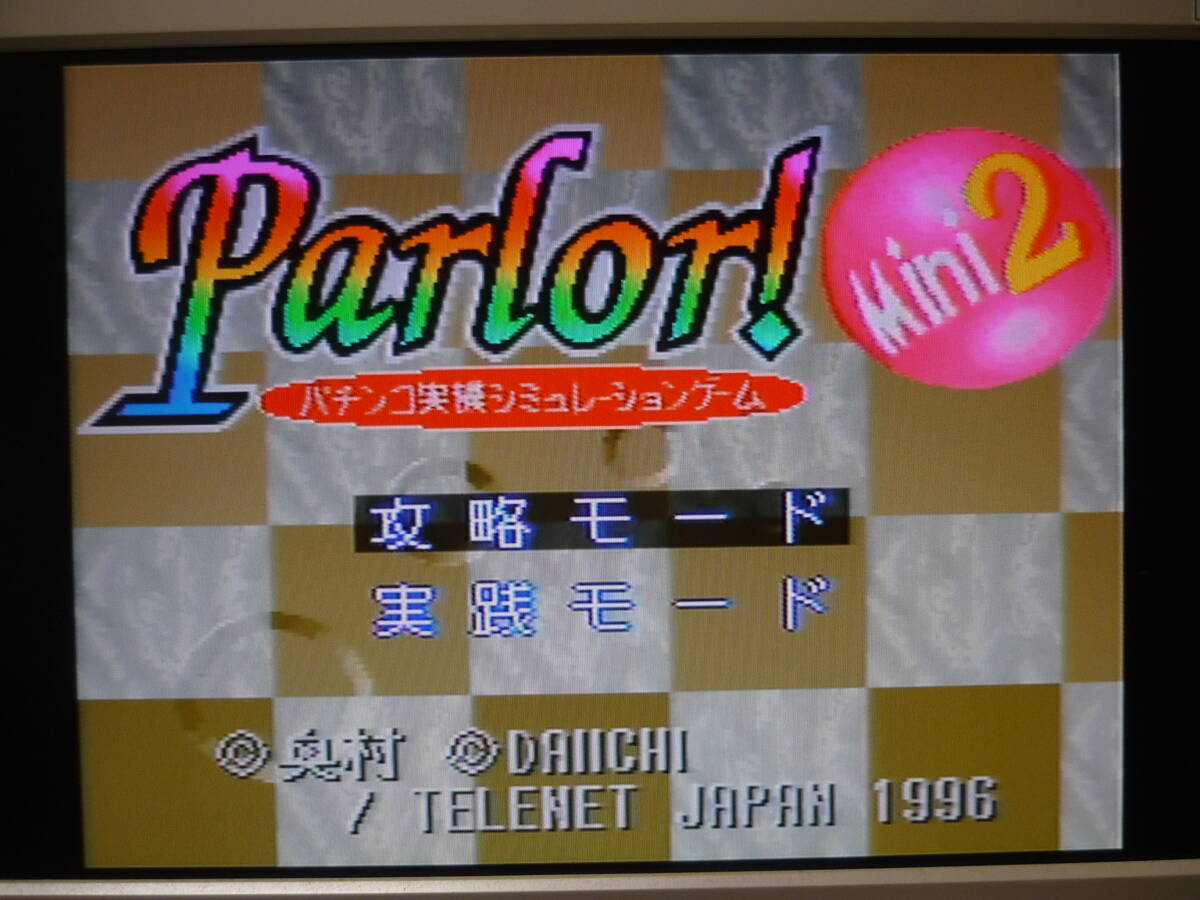 Parlor! Mini 2
パチンコ実機シミュレーションゲーム
攻略モード
実践モード
◎奥村 ◎DAIICHI
/ TELENET JAPAN 1996